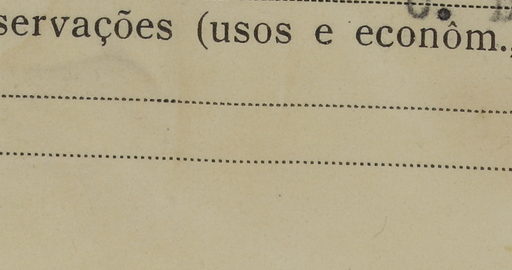 servações (usos e econôm.,